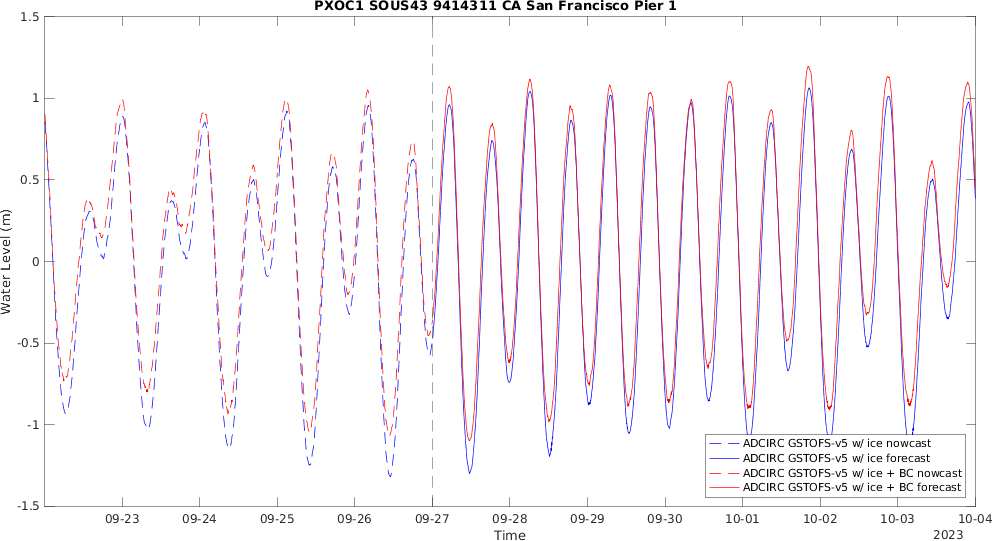 PXOC1 SOUS43 9414311 CA San Francisco Pier 1
1.5
1
0.5
0
-0.5
-1
-1.5
Water Level (m)
09-23 09-24 09-25 09-26 09-27 09-28 09-29 09-30 10-01 10-02 10-03 10-04
Time
2023
ADCIRC GSTOFS-v5 w/ ice nowcast
ADCIRC GSTOFS-v5 w/ ice forecast
ADCIRC GSTOFS-v5 w/ ice + BC nowcast
ADCIRC GSTOFS-v5 w/ ice + BC forecast